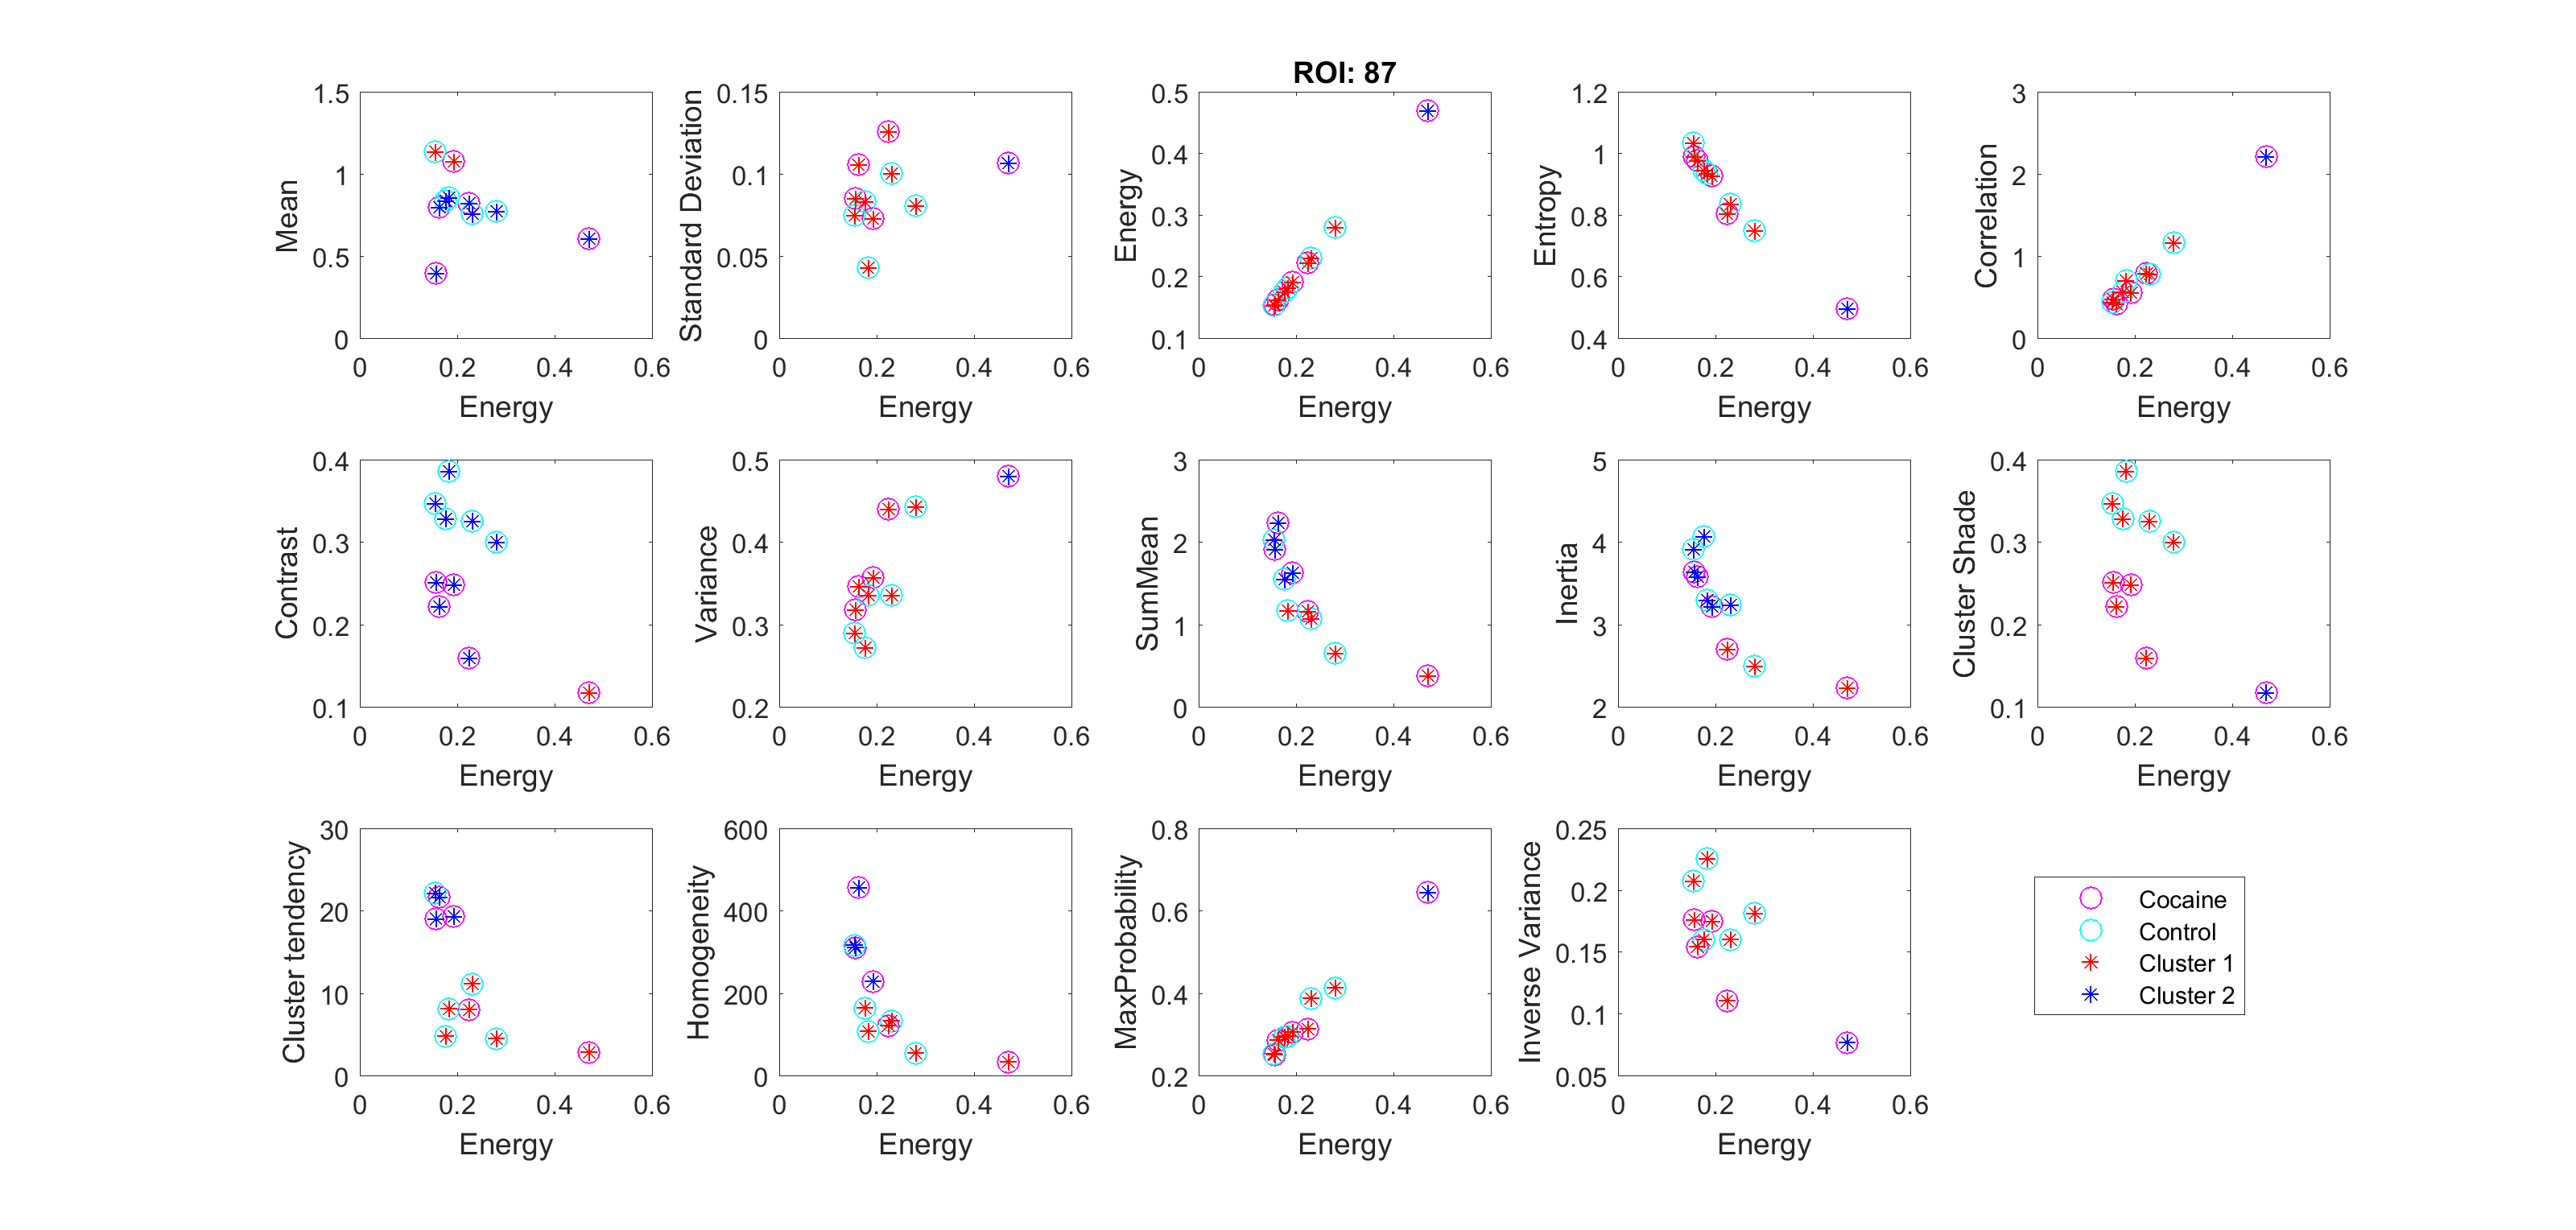 ROI: 87
1.5
1
0.5
0
Mean
0 0.2 0.4 0.6
Energy
0.15
0.1
0.05
0
Standard Deviation
0 0.2 0.4 0.6
Energy
0.5
0.4
0.3
0.2
0.1
Energy
0 0.2 0.4 0.6
Energy
1.2
1
0.8
0.6
0.4
Entropy
0 0.2 0.4 0.6
Energy
3
2
1
0
Correlation
0 0.2 0.4 0.6
Energy
0.4
0.3
0.2
0.1
Contrast
0 0.2 0.4 0.6
Energy
0.5
0.4
0.3
0.2
Variance
0 0.2 0.4 0.6
Energy
3
2
1
0
SumMean
0 0.2 0.4 0.6
Energy
5
4
3
2
Inertia
0 0.2 0.4 0.6
Energy
0.4
0.3
0.2
0.1
Cluster Shade
0 0.2 0.4 0.6
Energy
30
20
10
0
Cluster tendency
0 0.2 0.4 0.6
Energy
600
400
200
0
Homogeneity
0 0.2 0.4 0.6
Energy
0.8
0.6
0.4
0.2
MaxProbability
0 0.2 0.4 0.6
Energy
0.25
0.2
0.15
0.1
0.05
Inverse Variance
0 0.2 0.4 0.6
Energy
Cocaine
Control
Cluster 1
Cluster 2